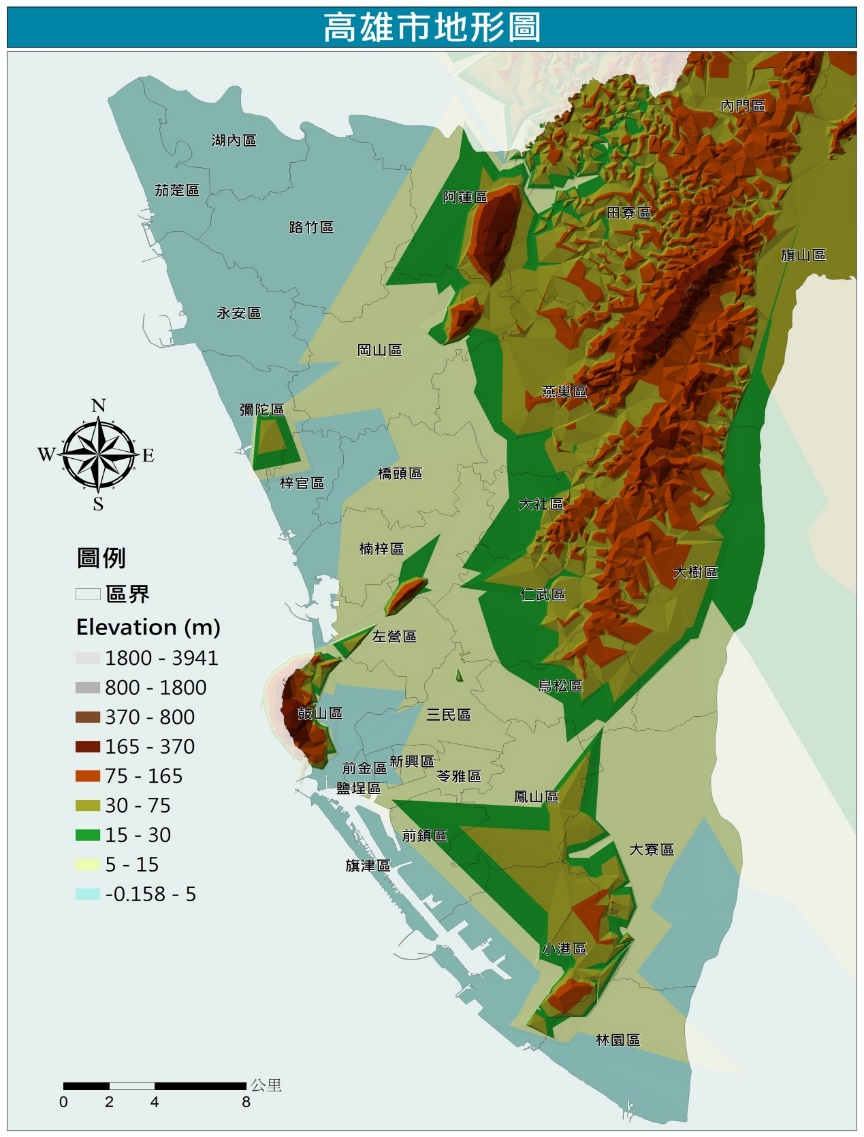 高雄市地形圖
內門區
湖內區
茄萣區
阿蓮區
田寮區
路竹區
旗山區
永安區
岡山區
燕巢區
彌陀區
N
W
E
S
橋頭區
梓官區
大社區
楠梓區
大樹區
仁武區
左營區
鳥松區
鼓山區
三民區
前金區
新興區
苓雅區
鹽埕區
鳳山區
前鎮區
大寮區
旗津區
小港區
林園區
圖例
區界
Elevation (m)
1800 - 3941
800 - 1800
370 - 800
165 - 370
75 - 165
30 - 75
15 - 30
5 - 15
-0.158 - 5
公里
0 2 4 8